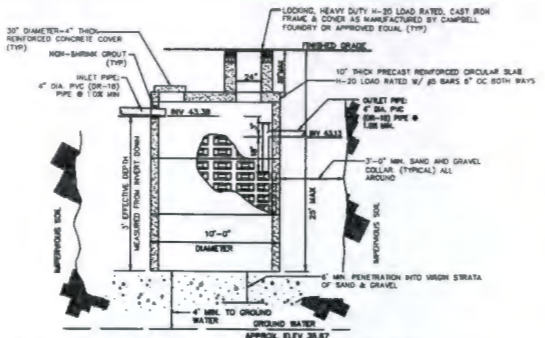 LOCKING, HEAVY DUTY H-20 LOAD RATED, CAST IRON
FRAME & COVER AS MANUFACTURED BY CAMPBELL
FOUNDRY OR APPROVED EQUAL (TYP)
30" DIAMETER-4" THICK
REINFORCED CONCRETE COVER
(TYP)
FINISHED GRADE
NON-SHRINK GROUT
(TYP)
24"
10" THICK PRECAST REINFORCED CIRCULAR SLAB
H-20 LOAD RATED W/ #5 BARS 6" OC BOTH WAYS
INLET PIPE:
4" DIA. PVC (DR-18)
PIPE @ 1.0% MIN
OUTLET PIPE:
4" DIA. PVC
(DR-18) PIPE @
1.0% MIN.
INV 43.38
INV 43.13
3'-0" MIN. SAND AND GRAVEL
COLLAR (TYPICAL) ALL
AROUND
3' EFFECTIVE DEPTH
MEASURED FROM INVERT DOWN
25' MAX
10'-0"
DIAMETER
IMPERVIOUS SOIL
IMPERVIOUS SOIL
6' MIN. PENETRATION INTO VIRGIN STRATA
OF SAND & GRAVEL
4' MIN. TO GROUND
WATER
GROUND WATER
APPROX. ELEV 38.67